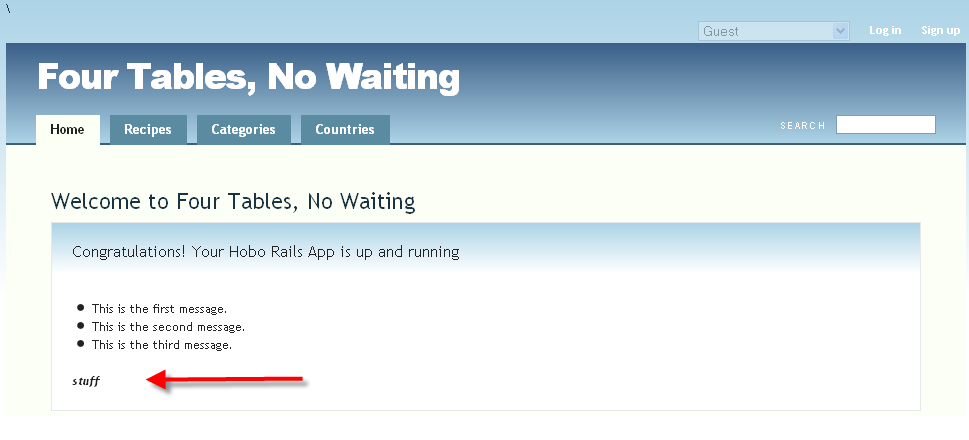 \
Guest Log in Sign up
Four Tables, No Waiting
Home Recipes Categories Countries SEARCH
Welcome to Four Tables, No Waiting
Congratulations! Your Hobo Rails App is up and running
• This is the first message.
• This is the second message.
• This is the third message.
stuff